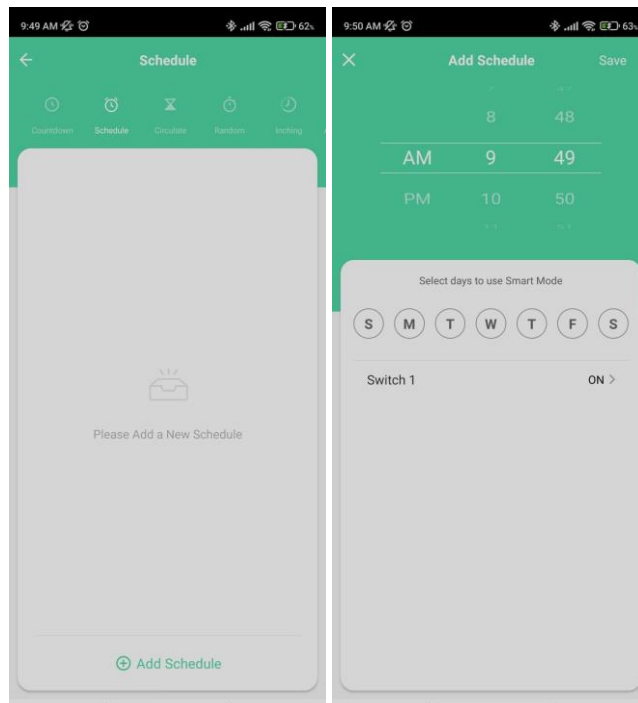 9:49 AM 62%
Schedule
Countdown Schedule Circulate Random Inching
Please Add a New Schedule
Add Schedule
9:50 AM 63%
Add Schedule Save
8 48
AM 9 49
PM 10 50
Select days to use Smart Mode
S M T W T F S
Switch 1 ON >